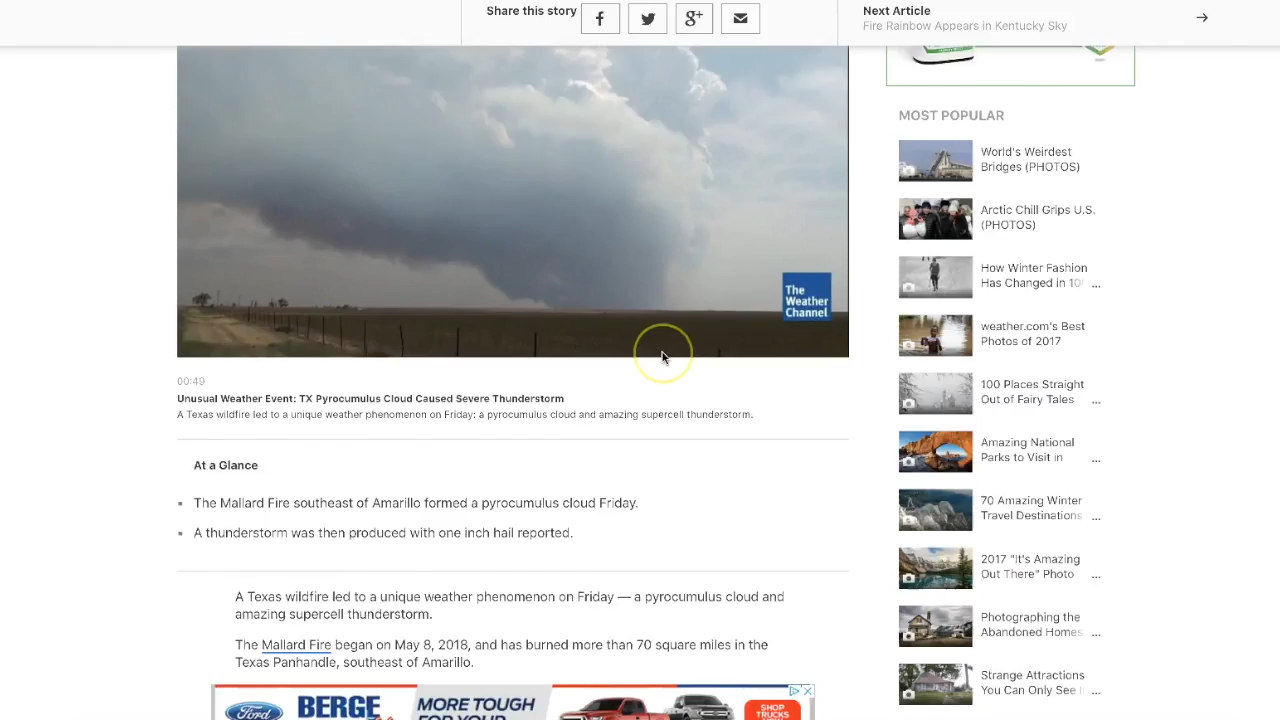 Share this story
Next Article
Fire Rainbow Appears in Kentucky Sky
The
Weather
Channel
00:49
Unusual Weather Event: TX Pyrocumulus Cloud Caused Severe Thunderstorm
A Texas wildfire led to a unique weather phenomenon on Friday: a pyrocumulus cloud and amazing supercell thunderstorm.
At a Glance
The Mallard Fire southeast of Amarillo formed a pyrocumulus cloud Friday.
A thunderstorm was then produced with one inch hail reported.
A Texas wildfire led to a unique weather phenomenon on Friday — a pyrocumulus cloud and
amazing supercell thunderstorm.
The Mallard Fire began on May 8, 2018, and has burned more than 70 square miles in the
Texas Panhandle, southeast of Amarillo.
Ford
BERGE
MORE TOUGH
FOR YOUR
SHOP
TRUCKS
MOST POPULAR
World's Weirdest
Bridges (PHOTOS)
Arctic Chill Grips U.S.
(PHOTOS)
How Winter Fashion
Has Changed in 10 ...
weather.com's Best
Photos of 2017
100 Places Straight
Out of Fairy Tales ...
Amazing National
Parks to Visit in ...
70 Amazing Winter
Travel Destinations ...
2017 "It's Amazing
Out There" Photo ...
Photographing the
Abandoned Homes ...
Strange Attractions
You Can Only See ...